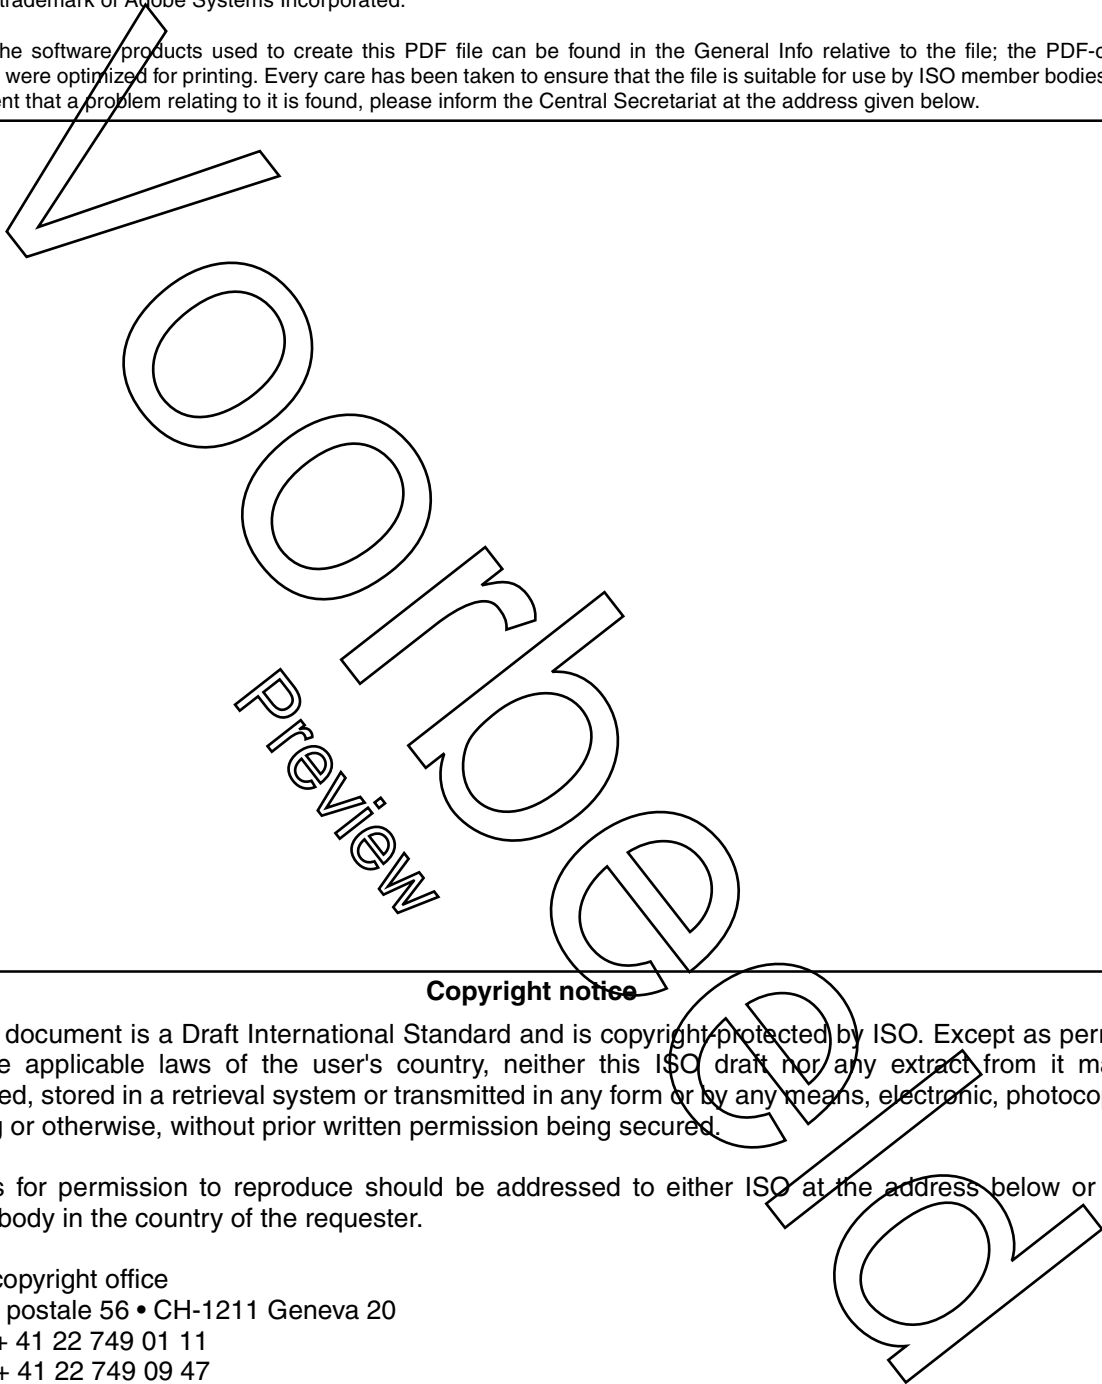 trademark of Adobe Systems Incorporated.
he software products used to create this PDF file can be found in the General Info relative to the file; the PDF-c
were optimized for printing. Every care has been taken to ensure that the file is suitable for use by ISO member bodies
ent that a problem relating to it is found, please inform the Central Secretariat at the address given below.
Voorbeeld
Preview
Copyright notice
document is a Draft International Standard and is copyright-protected by ISO. Except as perm
e applicable laws of the user's country, neither this ISO draft nor any extract from it ma
ed, stored in a retrieval system or transmitted in any form or by any means, electronic, photocop
g or otherwise, without prior written permission being secured.
s for permission to reproduce should be addressed to either ISO at the address below or
body in the country of the requester.
copyright office
postale 56 • CH-1211 Geneva 20
+ 41 22 749 01 11
+ 41 22 749 09 47